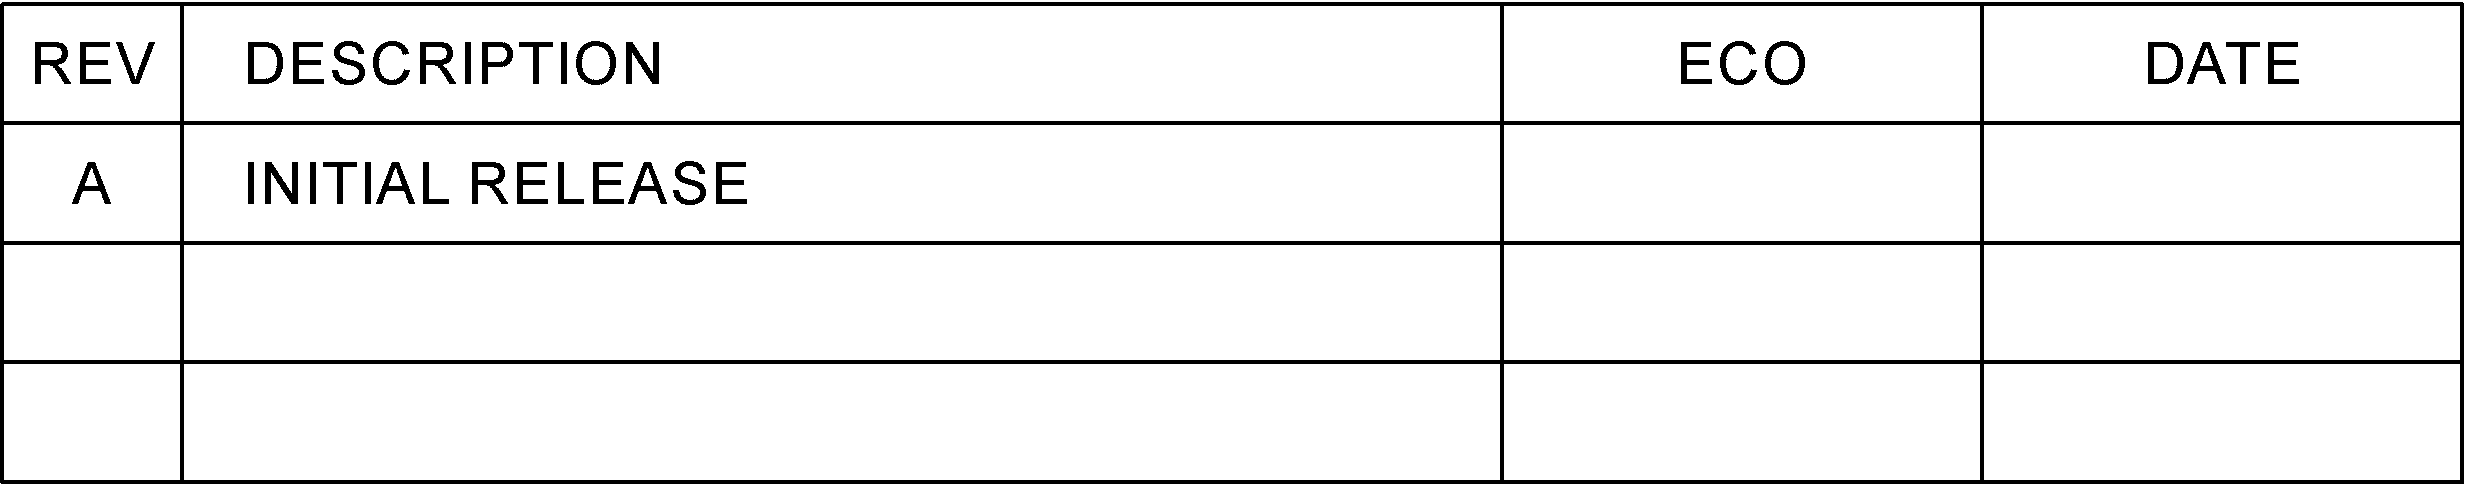 REV DESCRIPTION ECO DATE
A INITIAL RELEASE